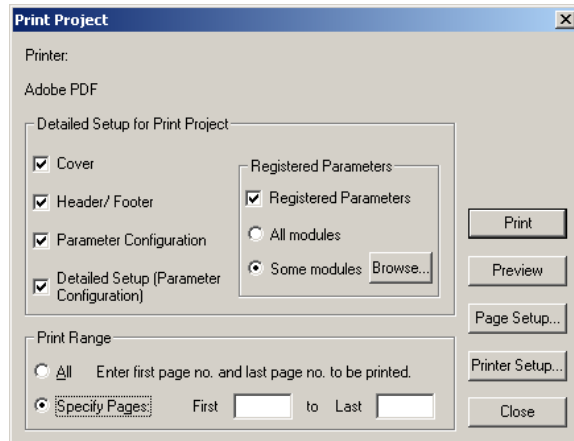 Print Project
Printer:
Adobe PDF
Detailed Setup for Print Project
Cover
Header/ Footer
Parameter Configuration
Detailed Setup (Parameter
Configuration)
Registered Parameters
Registered Parameters
All modules
Some modules Browse...
Print
Preview
Page Setup...
Printer Setup...
Close
Print Range
All Enter first page no. and last page no. to be printed.
Specify Pages: First to Last